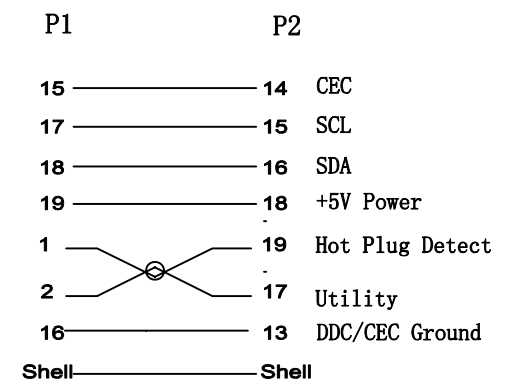 P1 P2
15 14 CEC
17 15 SCL
18 16 SDA
19 18 +5V Power
1 19 Hot Plug Detect
2 17 Utility
16 13 DDC/CEC Ground
Shell Shell